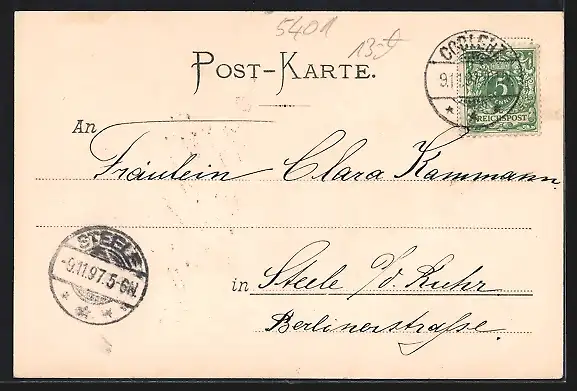 5401
COBLENZ
POST-KARTE.
9.11.97
5
REICHSPOST
An
Fräulein Clara Kammann
STEELE
-9.11.97.5-6N.
in Steele a/d. Ruhr
Berlinerstraſse.